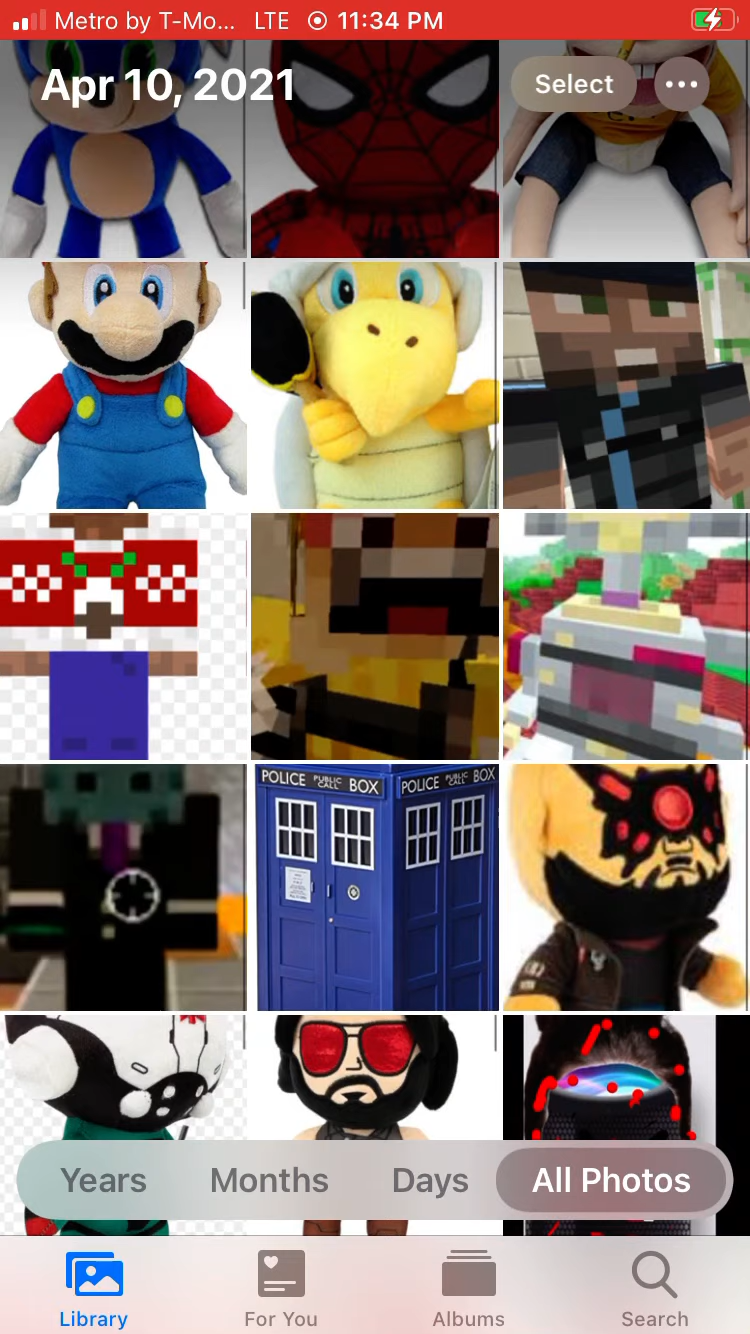 Metro by T-Mo... LTE 11:34 PM
Apr 10, 2021
Select
POLICE PUBLIC CALL BOX
POLICE PUBLIC CALL BOX
Years Months Days All Photos
Library For You Albums Search